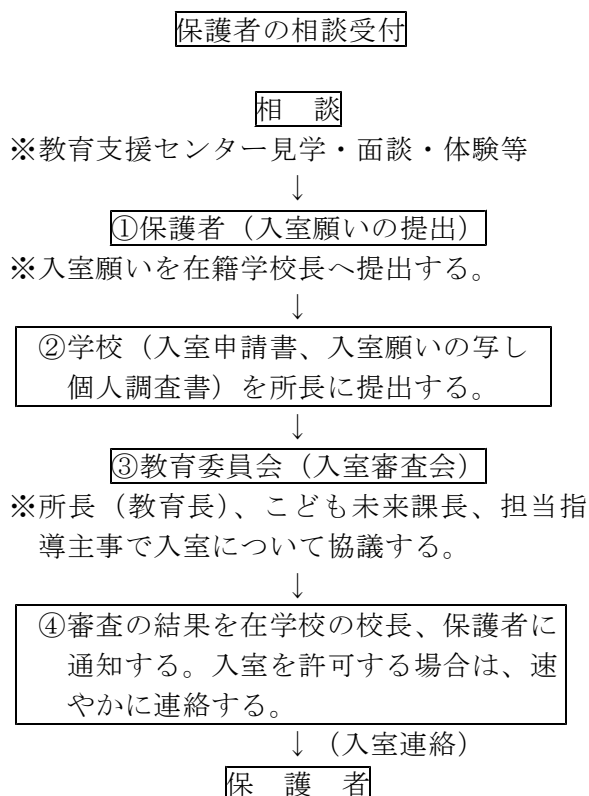 保護者の相談受付
相　談
※教育支援センター見学・面談・体験等
↓
①保護者（入室願いの提出）
※入室願いを在籍学校長へ提出する。
↓
②学校（入室申請書、入室願いの写し
個人調査書）を所長に提出する。
↓
③教育委員会（入室審査会）
※所長（教育長）、こども未来課長、担当指
導主事で入室について協議する。
↓
④審査の結果を在学校の校長、保護者に
通知する。入室を許可する場合は、速
やかに連絡する。
↓（入室連絡）
保　護　者